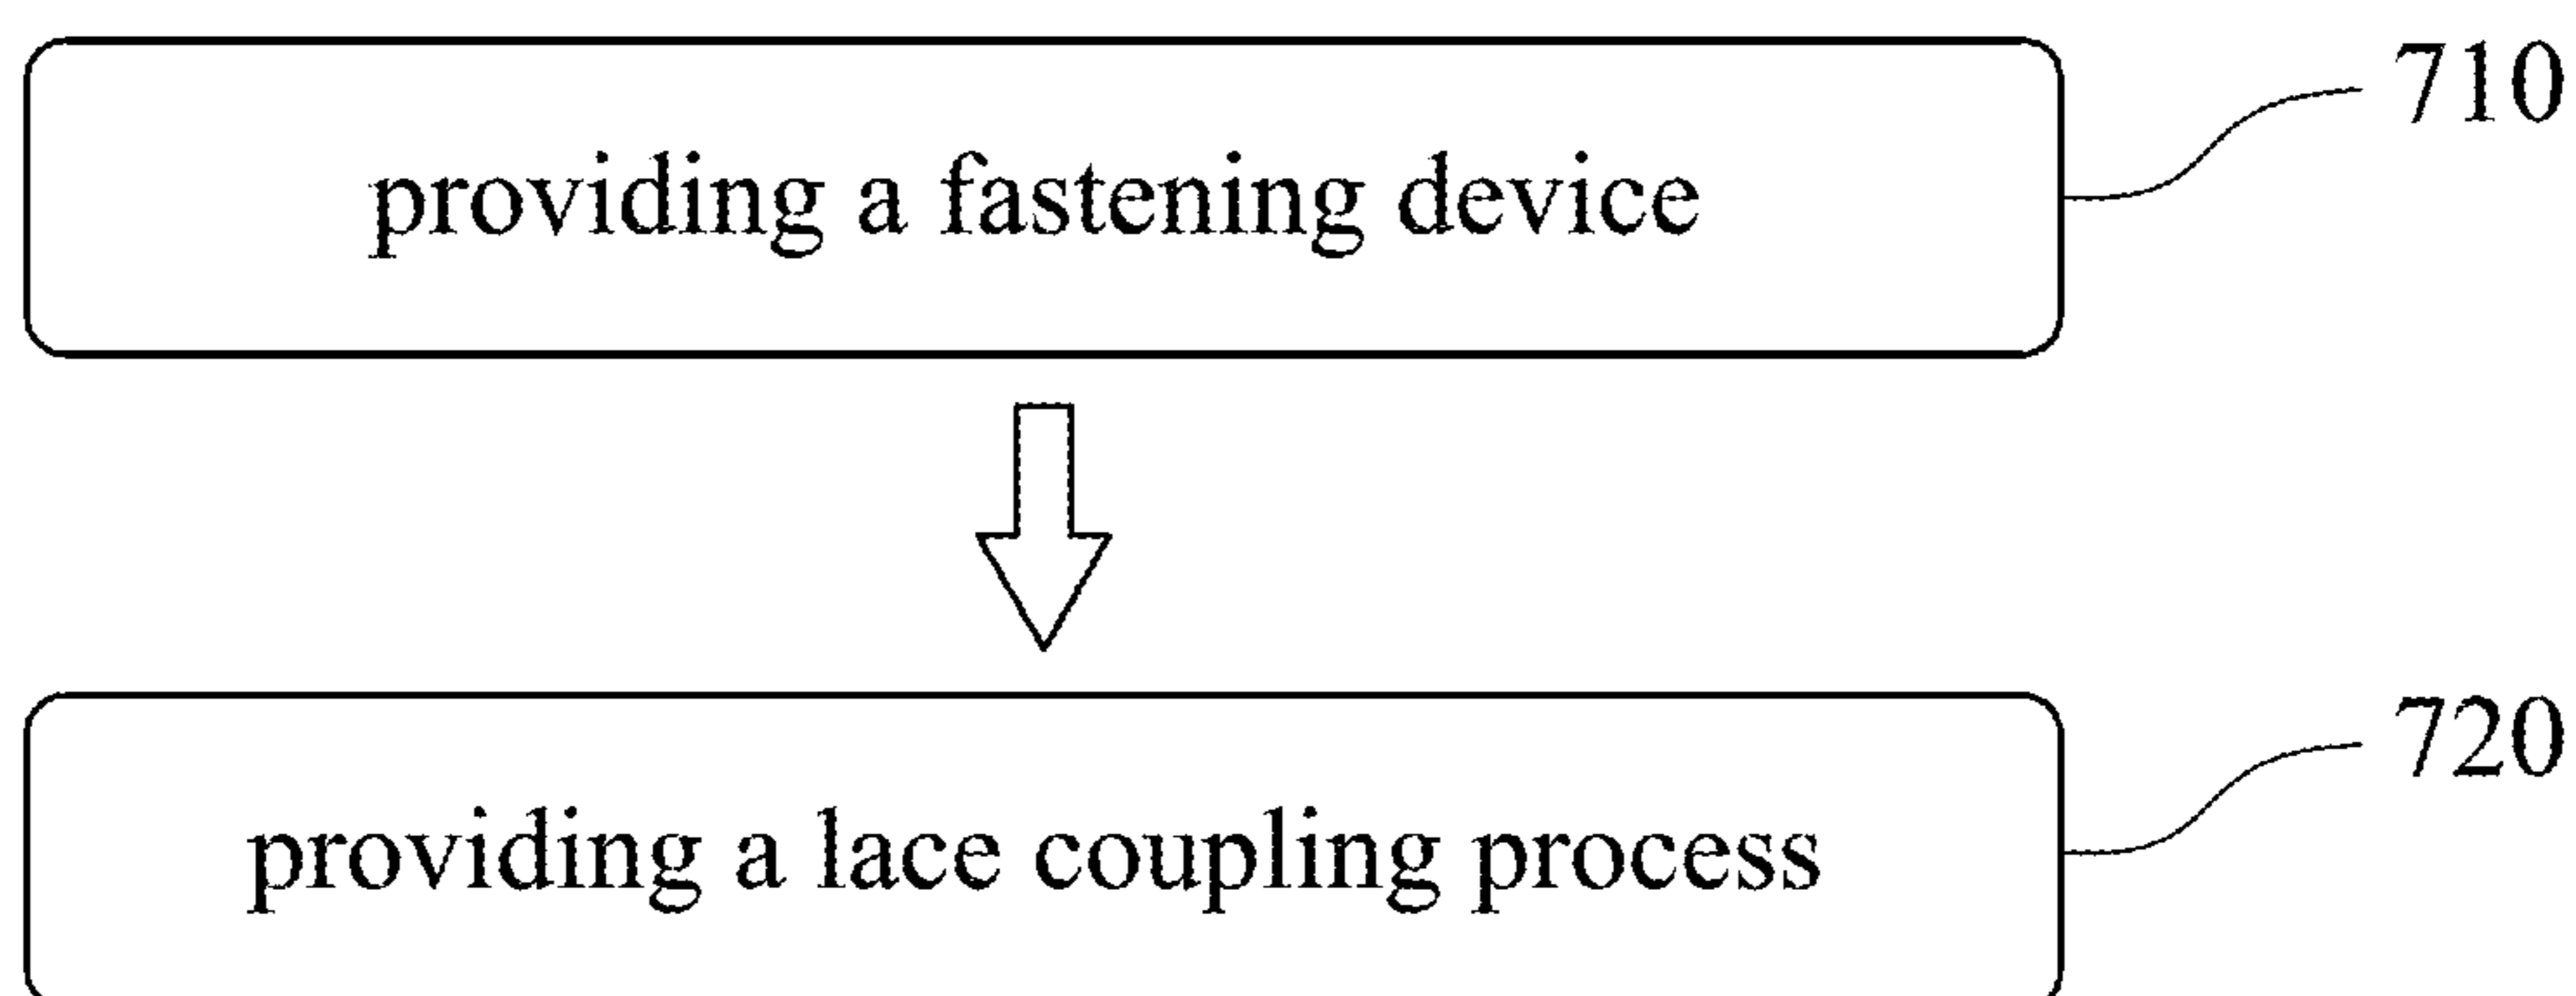 providing a fastening device
710
providing a lace coupling process
720